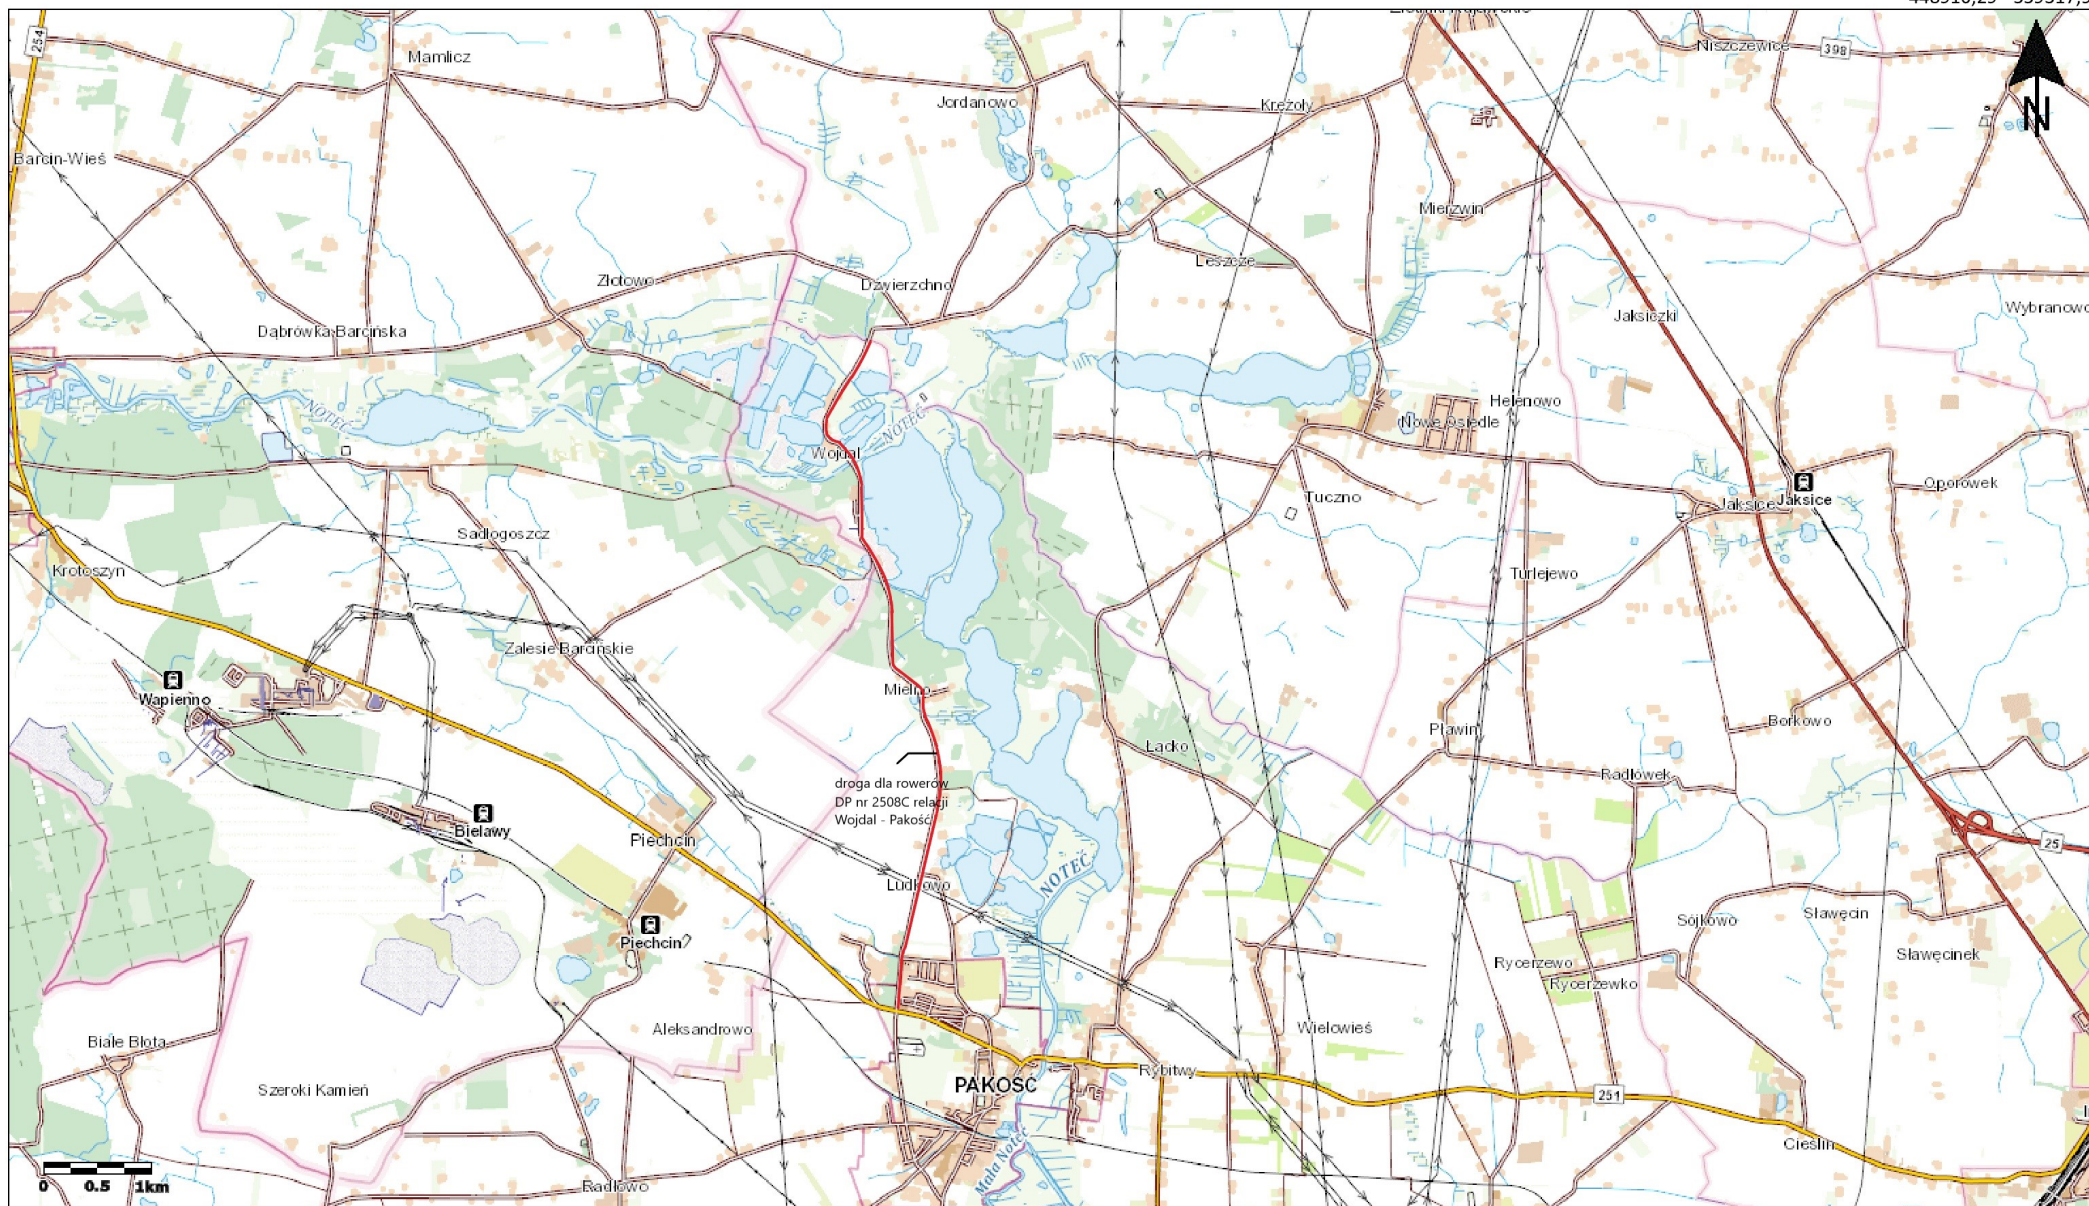 254
Mamlicz
Niszczewice
398
Jordanowo
Krężoły
N
Barcin-Wieś
Mierzwin
Leszcze
Złotowo
Dźwierzchno
Wybranowo
Jaksiczki
Dąbrówka Barcińska
Helenowo
NOTEĆ
NOTEĆ
Nowe Osiedle
Wojdal
Oporówek
Tuczno
Jaksice
Jaksice
Sadłogoszcz
Krotoszyn
Turlejewo
Zalesie Barcińskie
Mielno
Wapienno
Borkowo
Pławin
Łącko
Radłówek
droga dla rowerów
DP nr 2508C relacji
Wojdal - Pakość
Bielawy
Piechcin
25
Ludkowo
NOTEĆ
Sójkowo
Sławęcin
Piechcin
Sławęcinek
Rycerzewo
Rycerzewko
Aleksandrowo
Wielowieś
Białe Błota
Rybitwy
PAKOŚĆ
Szeroki Kamień
251
Cieślin
Mała Noteć
0 0.5 1km
Radłowo